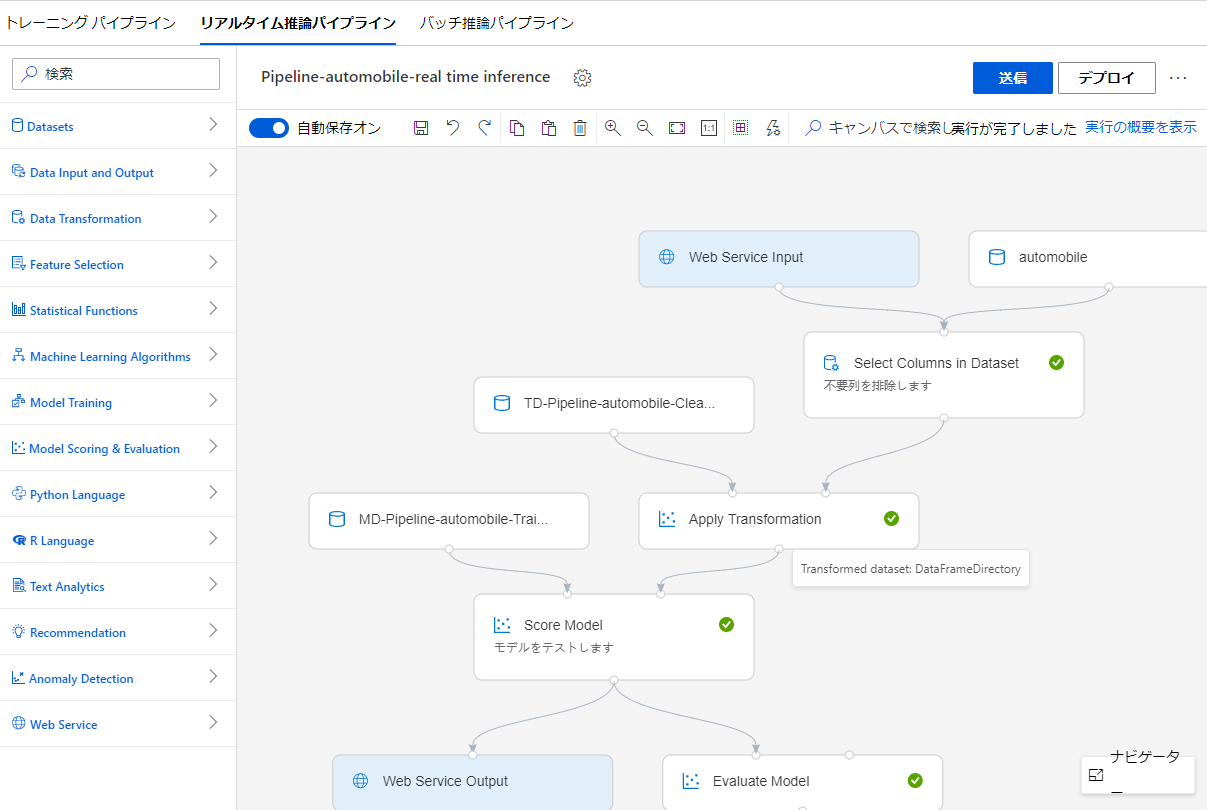 トレーニング パイプライン
リアルタイム推論パイプライン
バッチ推論パイプライン
検索
Pipeline-automobile-real time inference
送信
デプロイ
...
自動保存オン
1:1
キャンバスで検索し
実行が完了しました
実行の概要を表示
Datasets
Data Input and Output
Data Transformation
Feature Selection
Statistical Functions
Machine Learning Algorithms
Model Training
Model Scoring & Evaluation
Python Language
R Language
Text Analytics
Recommendation
Anomaly Detection
Web Service
Web Service Input
automobile
Select Columns in Dataset
不要列を排除します
TD-Pipeline-automobile-Clea...
MD-Pipeline-automobile-Trai...
Apply Transformation
Transformed dataset: DataFrameDirectory
Score Model
モデルをテストします
Web Service Output
Evaluate Model
ナビゲータ
ー